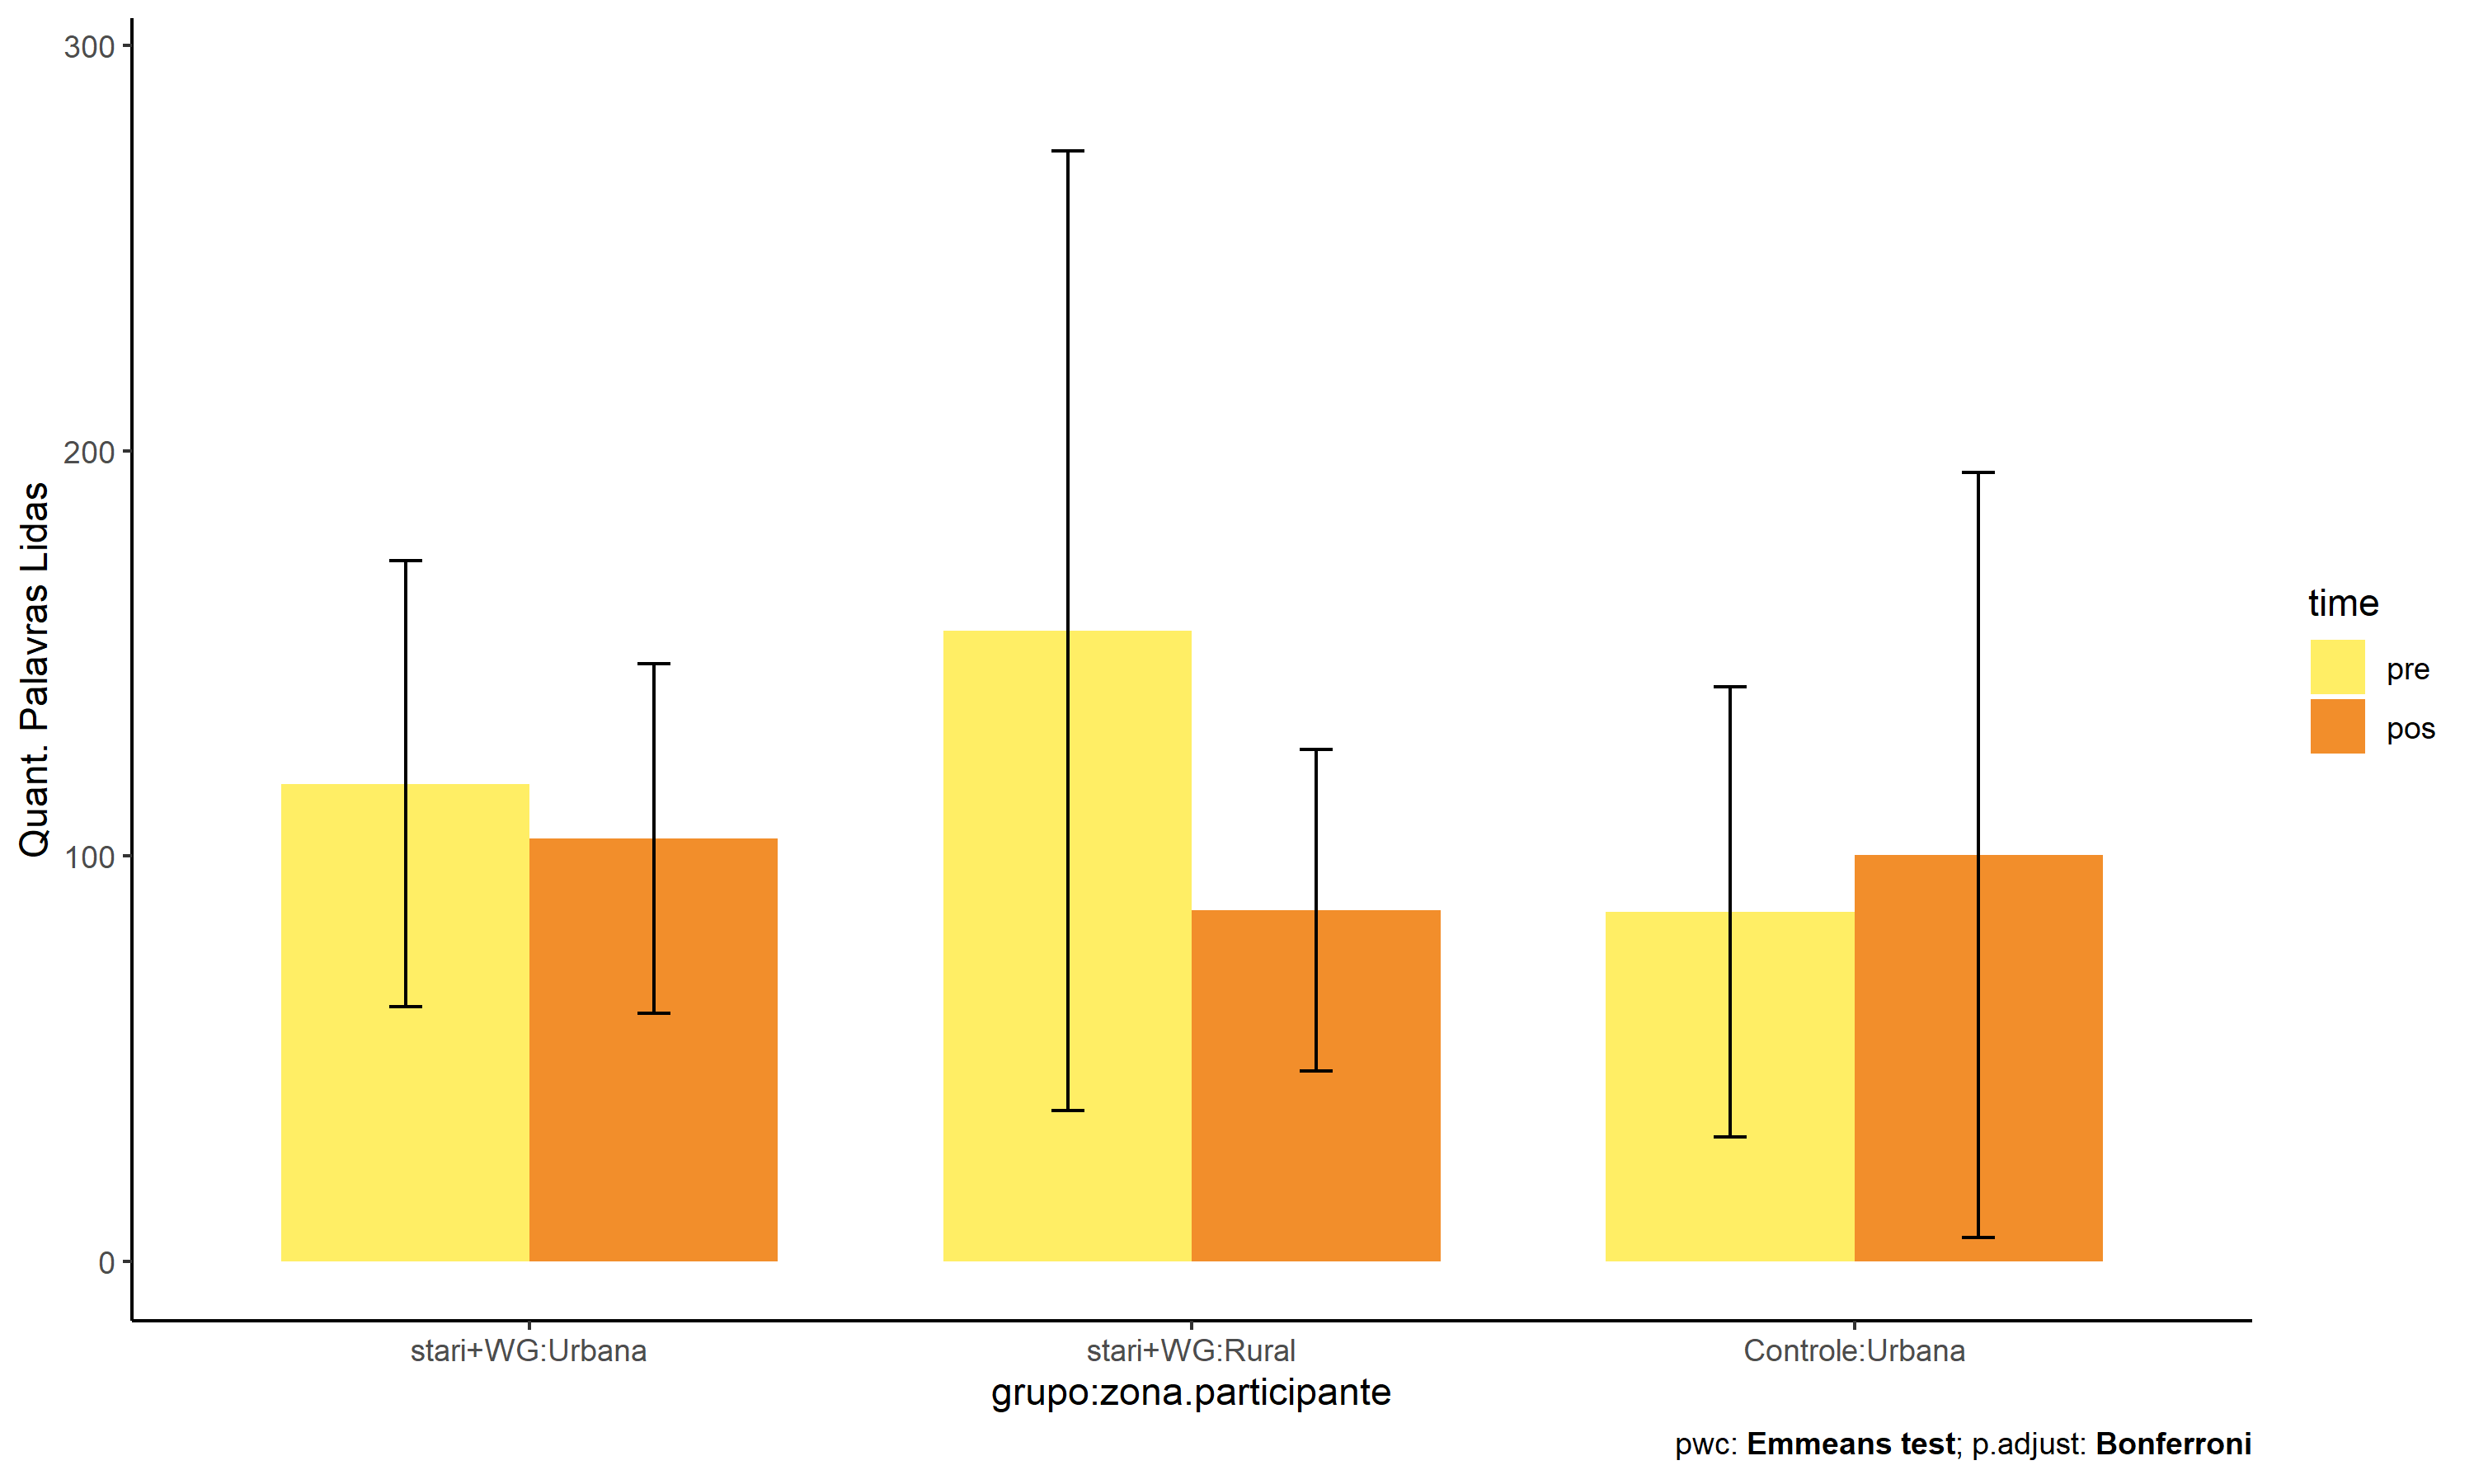 300
200
100
0
Quant. Palavras Lidas
stari+WG:Urbana
stari+WG:Rural
Controle:Urbana
grupo:zona.participante
time
pre
pos
pwc: Emmeans test; p.adjust: Bonferroni